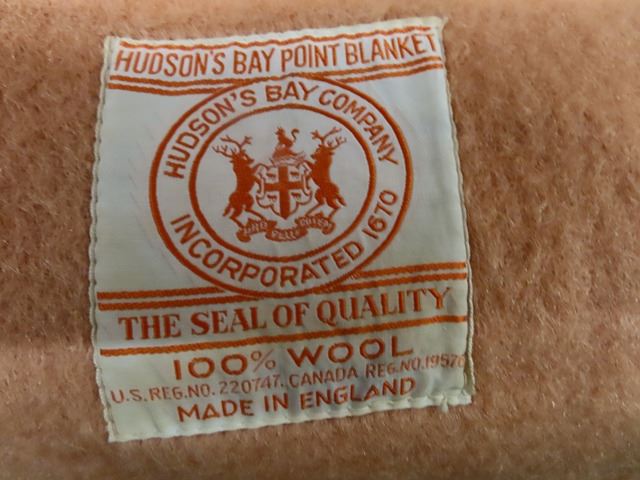 HUDSON'S BAY POINT BLANKET
HUDSON'S BAY COMPANY
INCORPORATED 1670
THE SEAL OF QUALITY
100% WOOL
U.S. REG.NO. 220747. CANADA REG.NO.
MADE IN ENGLAND